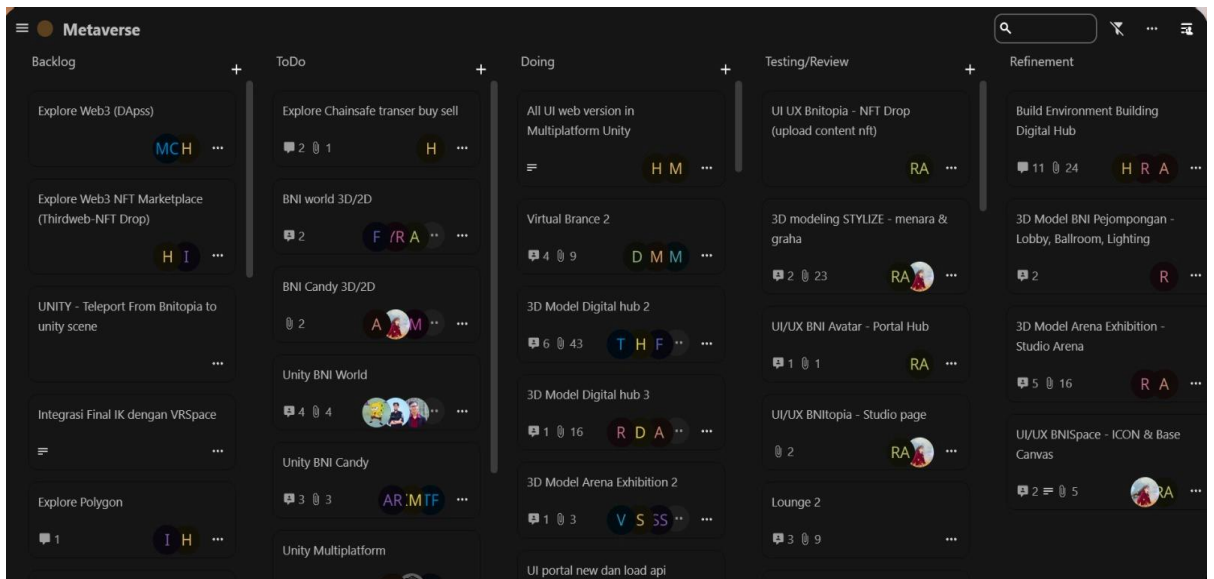 Metaverse
Backlog
Explore Web3 (DApss)
MC H
Explore Web3 NFT Marketplace
(Thirdweb-NFT Drop)
H I
UNITY - Teleport From Bnitopia to
unity scene
Integrasi Final IK dengan VRSpace
Explore Polygon
1
I H
ToDo
Explore Chainsafe transer buy sell
2 1
H
BNI world 3D/2D
2
F R A
BNI Candy 3D/2D
2
A M
Unity BNI World
4 4
Unity BNI Candy
3 3
AR M TF
Unity Multiplatform
Doing
All UI web version in
Multiplatform Unity
H M
Virtual Brance 2
4 9
D M M
3D Model Digital hub 2
6 43
T H F
3D Model Digital hub 3
1 16
R D A
3D Model Arena Exhibition 2
1 3
V S SS
UI portal new dan load api
Testing/Review
UI UX Bnitopia - NFT Drop
(upload content nft)
RA
3D modeling STYLIZE - menara &
graha
2 23
RA
UI/UX BNI Avatar - Portal Hub
1 1
RA
UI/UX BNItopia - Studio page
2
RA
Lounge 2
3 9
Refinement
Build Environment Building
Digital Hub
11 24
H R A
3D Model BNI Pejompongan -
Lobby, Ballroom, Lighting
2
R
3D Model Arena Exhibition -
Studio Arena
5 16
R A
UI/UX BNISpace - ICON & Base
Canvas
2 5
RA